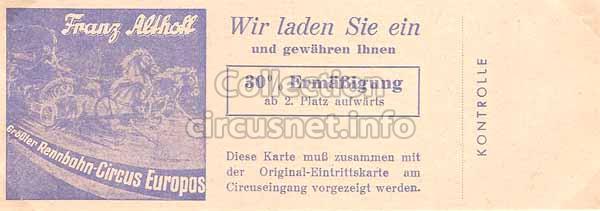 Franz Althoff
Größter Rennbahn-Circus Europas
Wir laden Sie ein
und gewähren Ihnen
30% Ermäßigung
ab 2. Platz aufwärts
Diese Karte muß zusammen mit
der Original-Eintrittskarte am
Circuseingang vorgezeigt werden.
KONTROLLE
Collection
circusnet.info